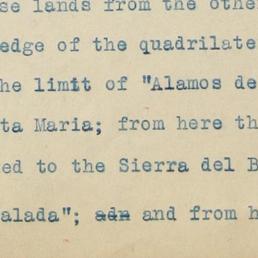 se lands from the othe
edge of the quadrilate
he limit of "Alamos de
ta Maria; from here th
ed to the Sierra del B
alada"; adn and from h